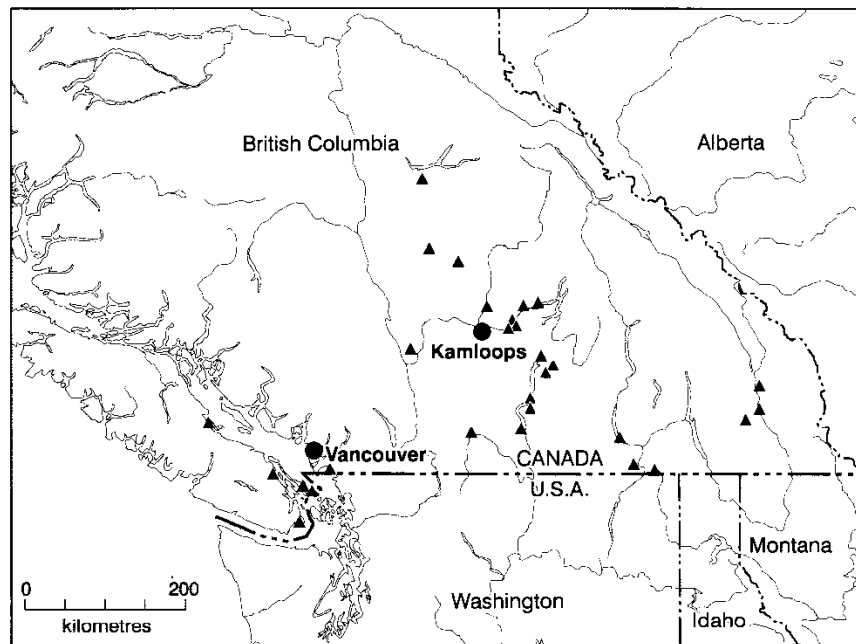 British Columbia
Alberta
Kamloops
Vancouver
CANADA
U.S.A.
Montana
0 200
kilometres
Washington
Idaho